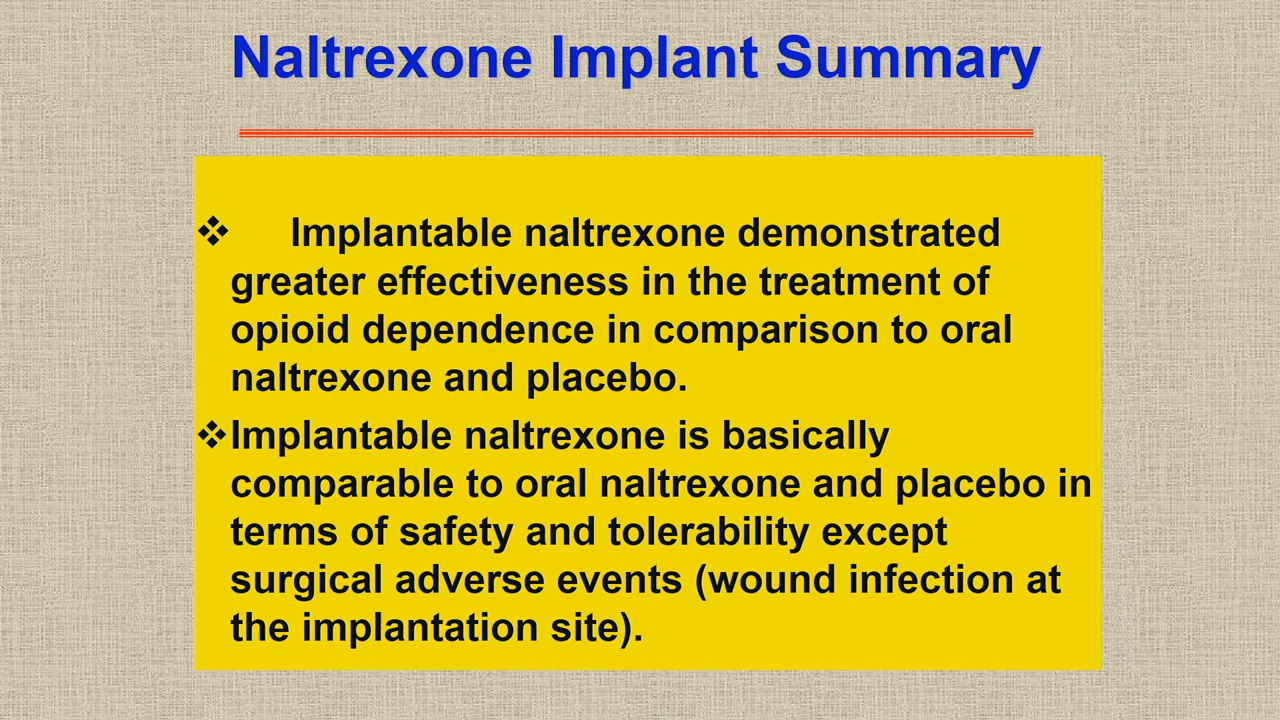 Naltrexone Implant Summary
❖ Implantable naltrexone demonstrated
greater effectiveness in the treatment of
opioid dependence in comparison to oral
naltrexone and placebo.
❖Implantable naltrexone is basically
comparable to oral naltrexone and placebo in
terms of safety and tolerability except
surgical adverse events (wound infection at
the implantation site).